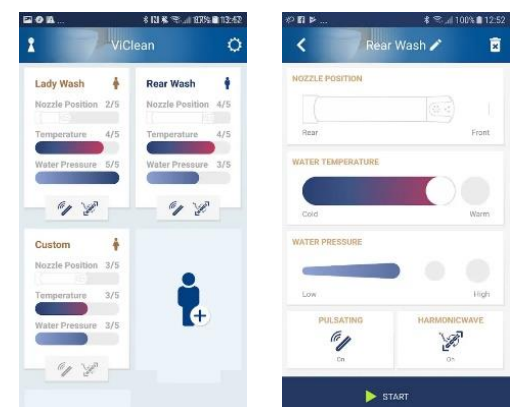 13:42
ViClean
Lady Wash
Nozzle Position 2/5
Temperature 4/5
Water Pressure 5/5
Rear Wash
Nozzle Position 4/5
Temperature 4/5
Water Pressure 3/5
Custom
Nozzle Position 3/5
Temperature 3/5
Water Pressure 3/5
100% 12:52
Rear Wash
NOZZLE POSITION
Rear Front
WATER TEMPERATURE
Cold Warm
WATER PRESSURE
Low High
PULSATING HARMONICWAVE
On On
START